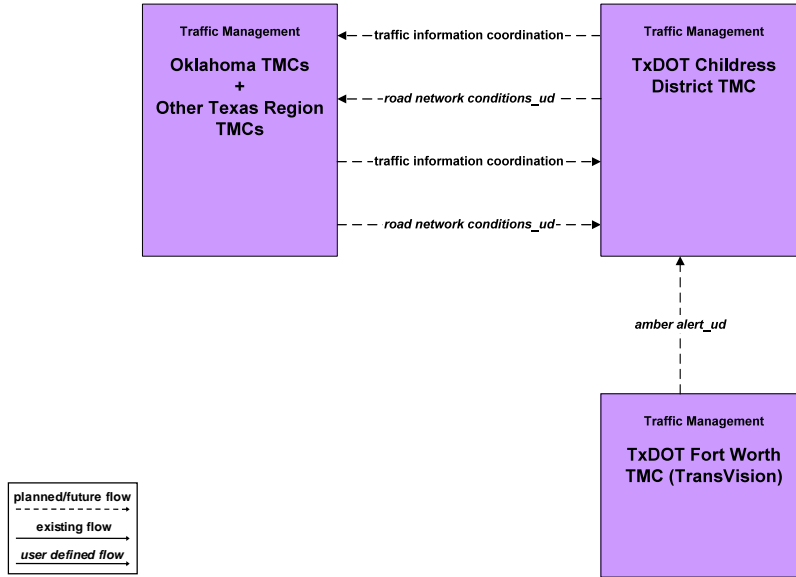 Traffic Management
Oklahoma TMCs
+
Other Texas Region
TMCs
traffic information coordination
road network conditions_ud
traffic information coordination
road network conditions_ud
Traffic Management
TxDOT Childress
District TMC
amber alert_ud
Traffic Management
TxDOT Fort Worth
TMC (TransVision)
planned/future flow
existing flow
user defined flow